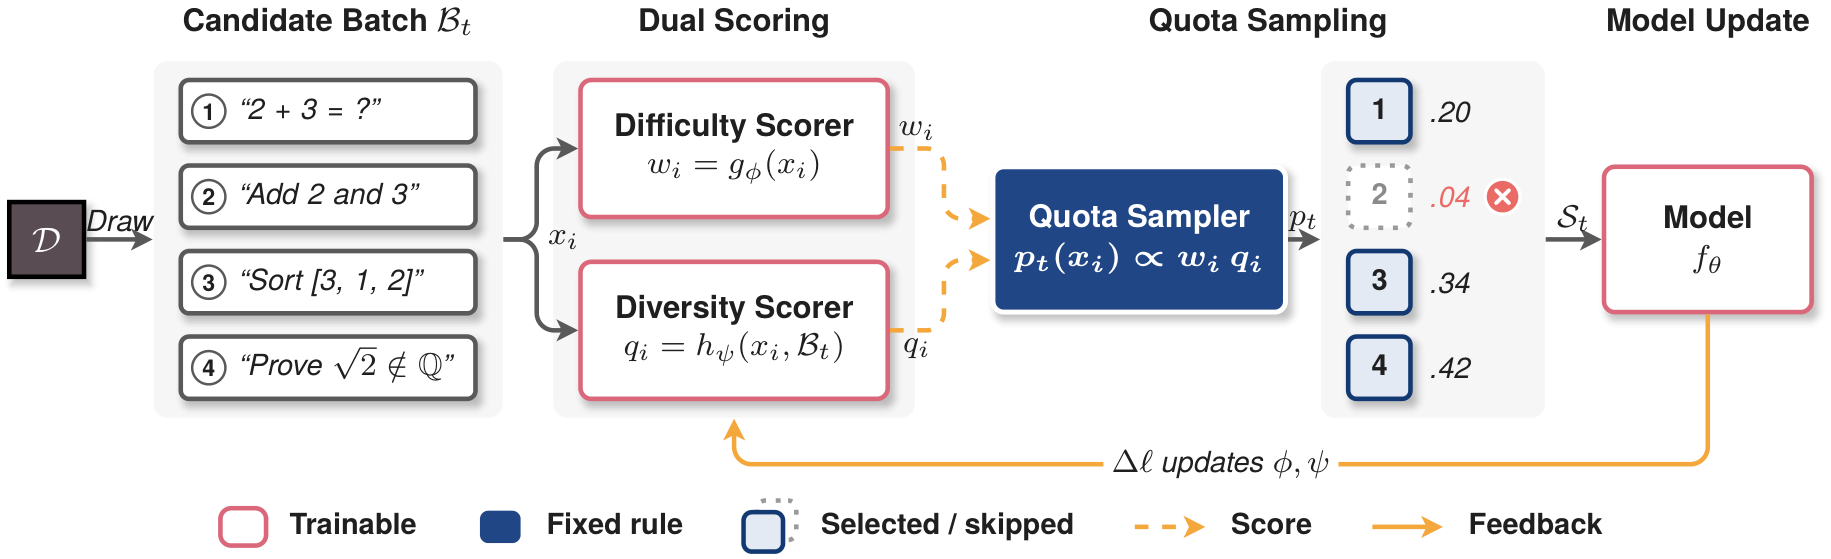 Candidate Batch 𝓑ₜ
Dual Scoring
Quota Sampling
Model Update
𝒟
Draw
1 “2 + 3 = ?”
2 “Add 2 and 3”
3 “Sort [3, 1, 2]”
4 “Prove √2 ∉ ℚ”
xᵢ
Difficulty Scorer
wᵢ = g_ϕ(xᵢ)
Diversity Scorer
qᵢ = h_ψ(xᵢ, 𝓑ₜ)
wᵢ
qᵢ
Quota Sampler
pₜ(xᵢ) ∝ wᵢ qᵢ
pₜ
1 .20
2 .04
3 .34
4 .42
𝒮ₜ
Model
f_θ
Δℓ updates ϕ, ψ
Trainable
Fixed rule
Selected / skipped
Score
Feedback